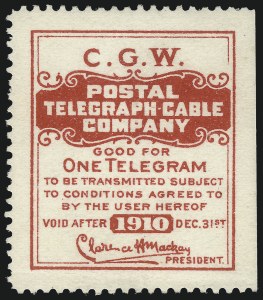 C. G. W.
POSTAL
TELEGRAPH-CABLE
COMPANY
GOOD FOR
ONE TELEGRAM
TO BE TRANSMITTED SUBJECT
TO CONDITIONS AGREED TO
BY THE USER HEREOF
VOID AFTER 1910 DEC. 31ST
Clarence H Mackay
PRESIDENT.